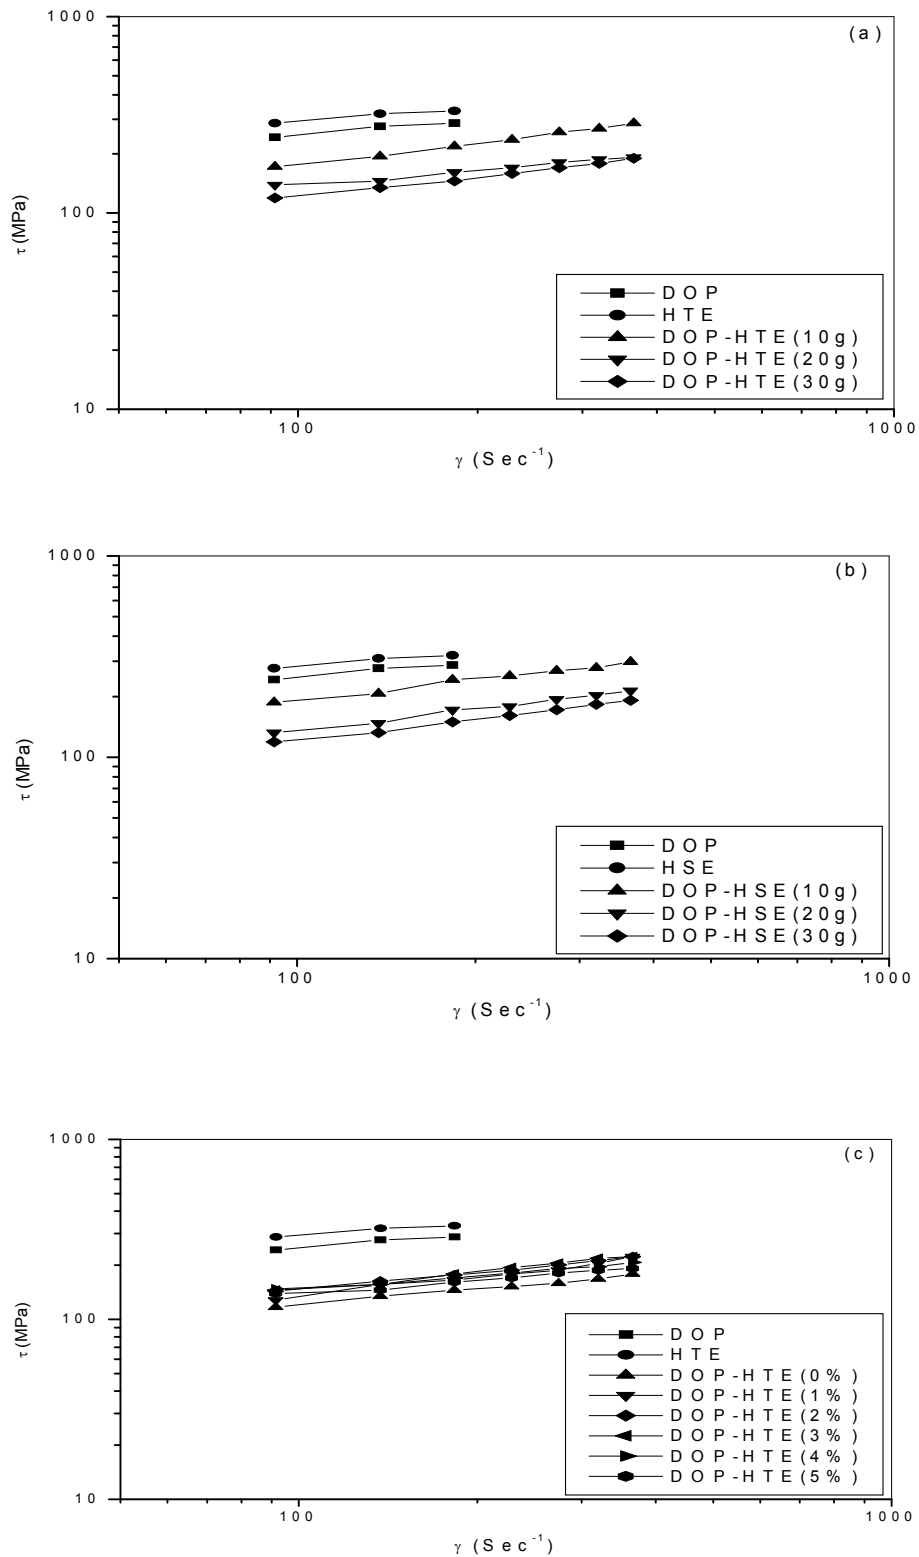 1000
(a)
τ (MPa)
100
DOP
HTE
DOP-HTE(10g)
DOP-HTE(20g)
DOP-HTE(30g)
10
100
1000
γ (Sec⁻¹)
1000
(b)
τ (MPa)
100
DOP
HSE
DOP-HSE(10g)
DOP-HSE(20g)
DOP-HSE(30g)
10
100
1000
γ (Sec⁻¹)
1000
(c)
τ (MPa)
100
DOP
HTE
DOP-HTE(0%)
DOP-HTE(1%)
DOP-HTE(2%)
DOP-HTE(3%)
DOP-HTE(4%)
DOP-HTE(5%)
10
100
1000
γ (Sec⁻¹)